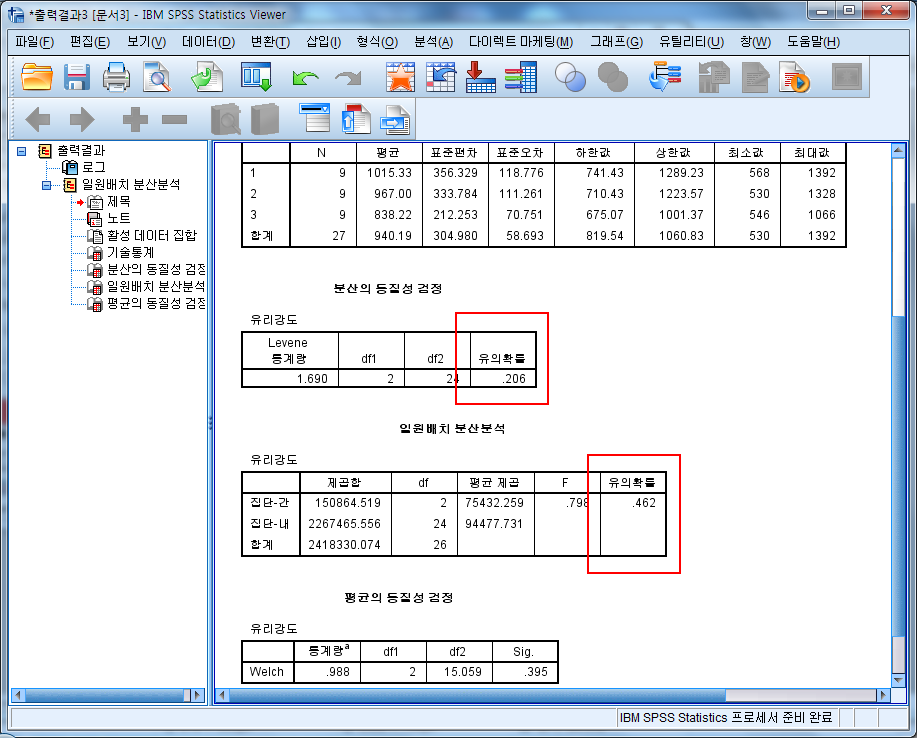 *출력결과3 [문서3] - IBM SPSS Statistics Viewer
파일(F) 편집(E) 보기(V) 데이터(D) 변환(T) 삽입(I) 형식(O) 분석(A) 다이렉트 마케팅(M) 그래프(G) 유틸리티(U) 창(W) 도움말(H)
출력결과
로그
일원배치 분산분석
제목
노트
활성 데이터 집합
기술통계
분산의 동질성 검정
일원배치 분산분석
평균의 동질성 검정
N 평균 표준편차 표준오차 하한값 상한값 최소값 최대값
1 9 1015.33 356.329 118.776 741.43 1289.23 568 1392
2 9 967.00 333.784 111.261 710.43 1223.57 530 1328
3 9 838.22 212.253 70.751 675.07 1001.37 546 1066
합계 27 940.19 304.980 58.693 819.54 1060.83 530 1392
분산의 동질성 검정
유리강도
Levene
통계량 df1 df2 유의확률
1.690 2 24 .206
일원배치 분산분석
유리강도
제곱합 df 평균 제곱 F 유의확률
집단-간 150864.519 2 75432.259 .798 .462
집단-내 2267465.556 24 94477.731
합계 2418330.074 26
평균의 동질성 검정
유리강도
통계량a df1 df2 Sig.
Welch .988 2 15.059 .395
IBM SPSS Statistics 프로세서 준비 완료